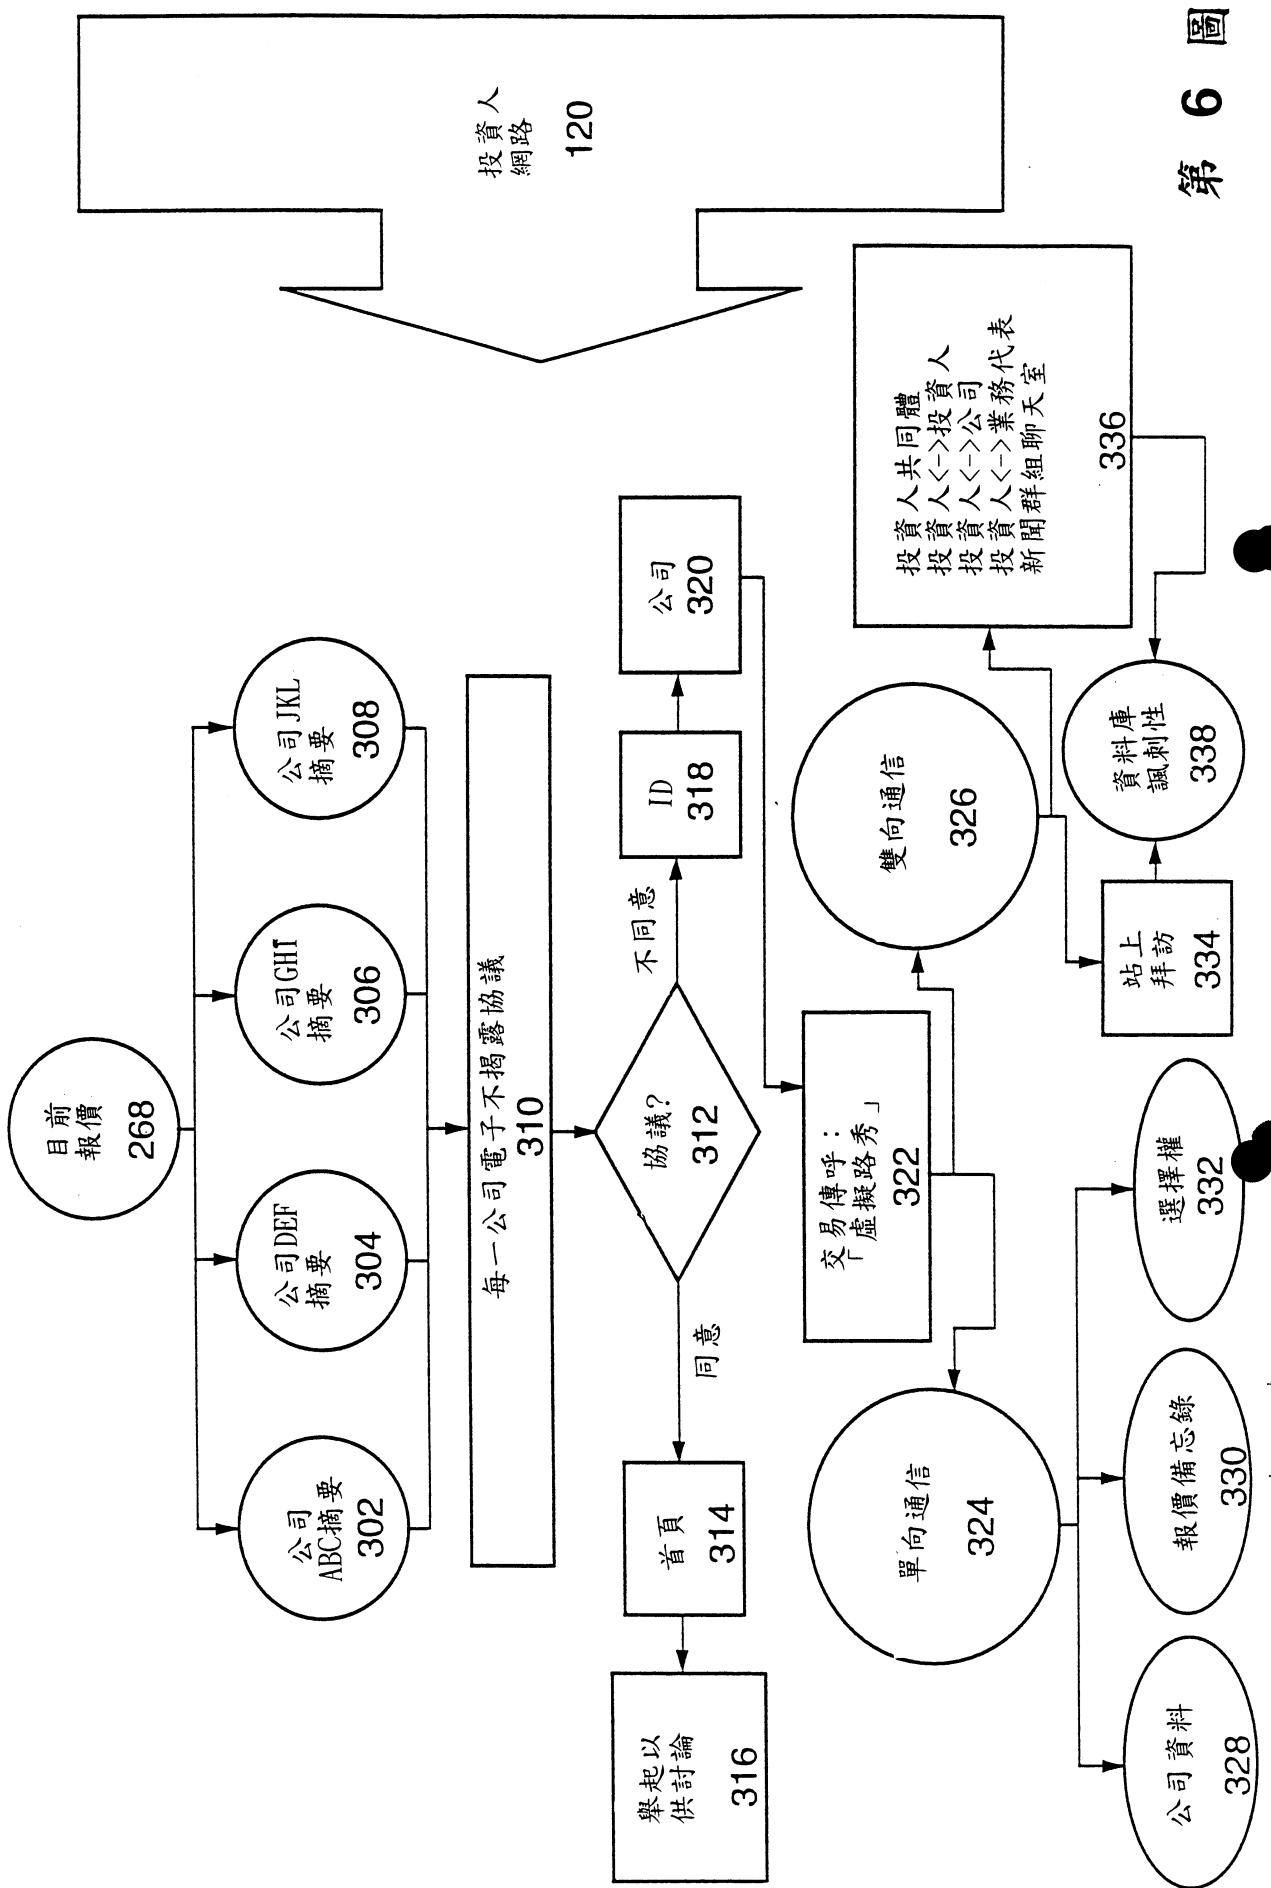 投資人
網路
120
目前
報價
268
公司
ABC摘要
302
公司DEF
摘要
304
公司GHI
摘要
306
公司JKL
摘要
308
每一公司電子不揭露協議
310
協議?
312
同意
不同意
首頁
314
舉起以
供討論
316
ID
318
公司
320
交易傳呼：
「虛擬路秀」
322
單向通信
324
雙向通信
326
公司資料
328
報價備忘錄
330
選擇權
332
站上
拜訪
334
投資人共同體
投資人<->投資人
投資人<->公司
投資人<->業務代表
新聞群組聊天室
336
資料庫
諷刺性
338
第 6 圖